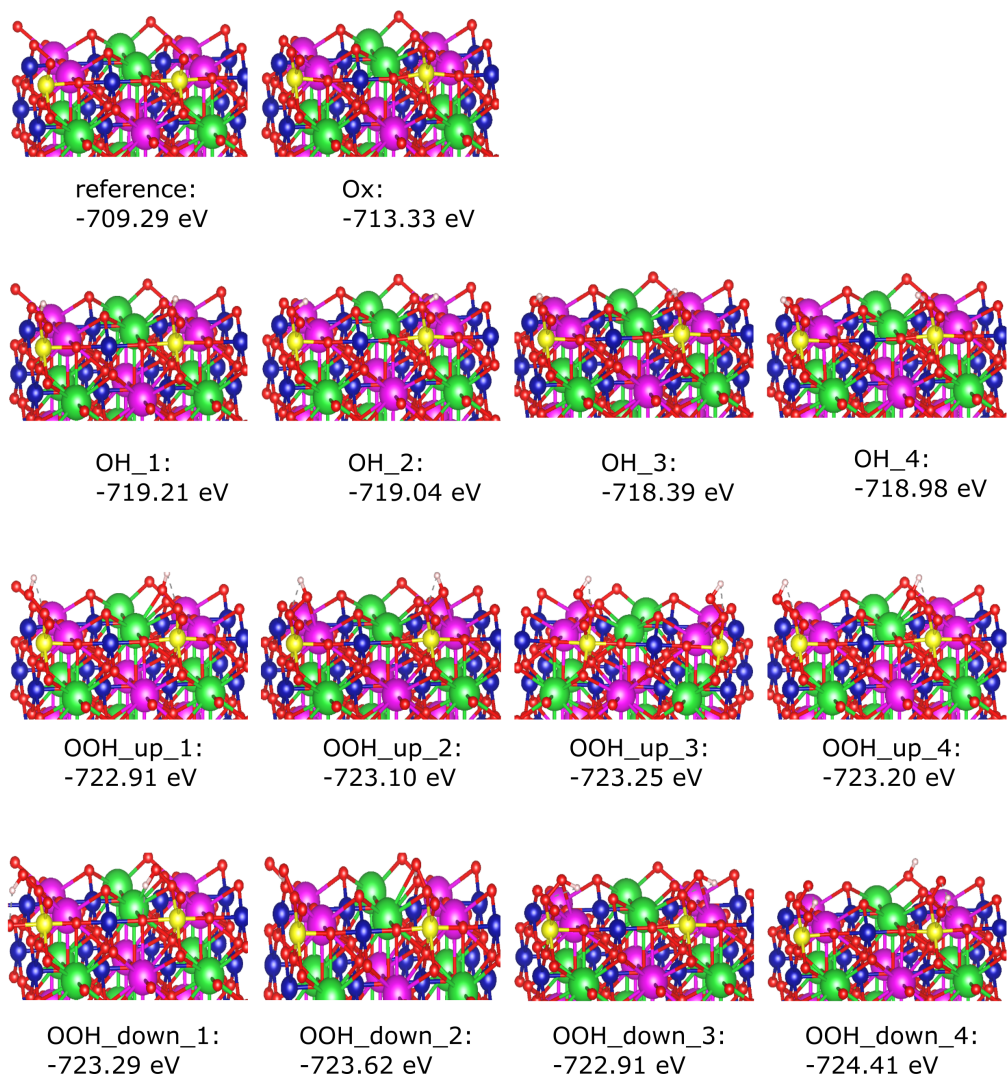 reference:
-709.29 eV
Ox:
-713.33 eV
OH_1:
-719.21 eV
OH_2:
-719.04 eV
OH_3:
-718.39 eV
OH_4:
-718.98 eV
OOH_up_1:
-722.91 eV
OOH_up_2:
-723.10 eV
OOH_up_3:
-723.25 eV
OOH_up_4:
-723.20 eV
OOH_down_1:
-723.29 eV
OOH_down_2:
-723.62 eV
OOH_down_3:
-722.91 eV
OOH_down_4:
-724.41 eV